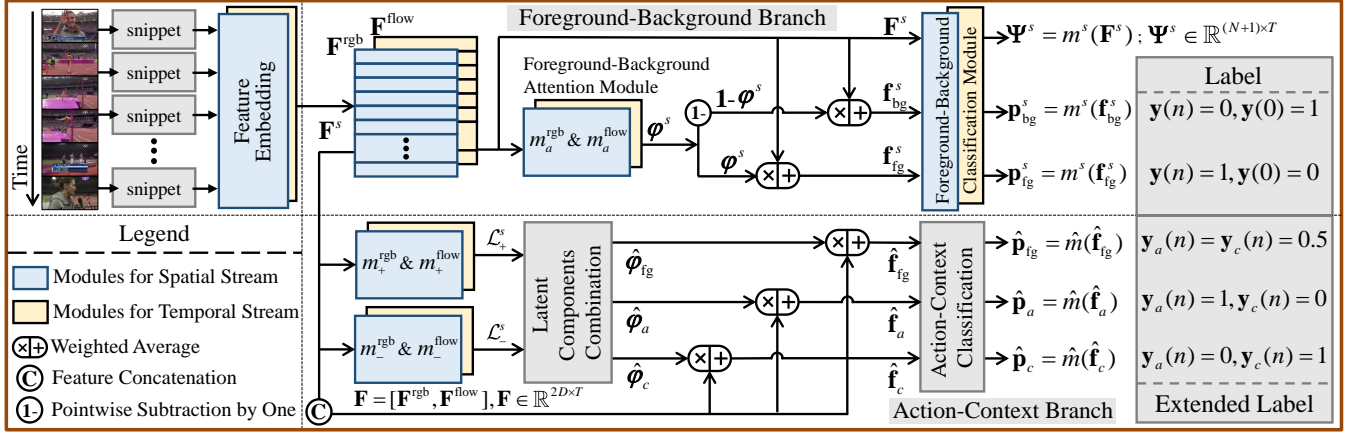 Time
snippet
snippet
snippet
snippet
Feature
Embedding
F^rgb
F^flow
F^s
Foreground-Background Branch
Foreground-Background
Attention Module
m_a^rgb & m_a^flow
φ^s
1-
1-φ^s
φ^s
×+
×+
F^s
f_bg^s
f_fg^s
Foreground-Background
Classification Module
Ψ^s = m^s(F^s) ; Ψ^s ∈ ℝ^{(N+1)×T}
p_bg^s = m^s(f_bg^s)
p_fg^s = m^s(f_fg^s)
Label
y(n) = 0, y(0) = 1
y(n) = 1, y(0) = 0
Legend
Modules for Spatial Stream
Modules for Temporal Stream
×+ Weighted Average
C Feature Concatenation
1- Pointwise Subtraction by One
m_+^rgb & m_+^flow
m_−^rgb & m_−^flow
ℒ_+^s
ℒ_−^s
Latent
Components
Combination
φ̂_fg
φ̂_a
φ̂_c
×+
×+
×+
f̂_fg
f̂_a
f̂_c
Action-Context
Classification
p̂_fg = m̂(f̂_fg)
p̂_a = m̂(f̂_a)
p̂_c = m̂(f̂_c)
y_a(n) = y_c(n) = 0.5
y_a(n) = 1, y_c(n) = 0
y_a(n) = 0, y_c(n) = 1
C
F = [F^rgb, F^flow], F ∈ ℝ^{2D×T}
Action-Context Branch
Extended Label